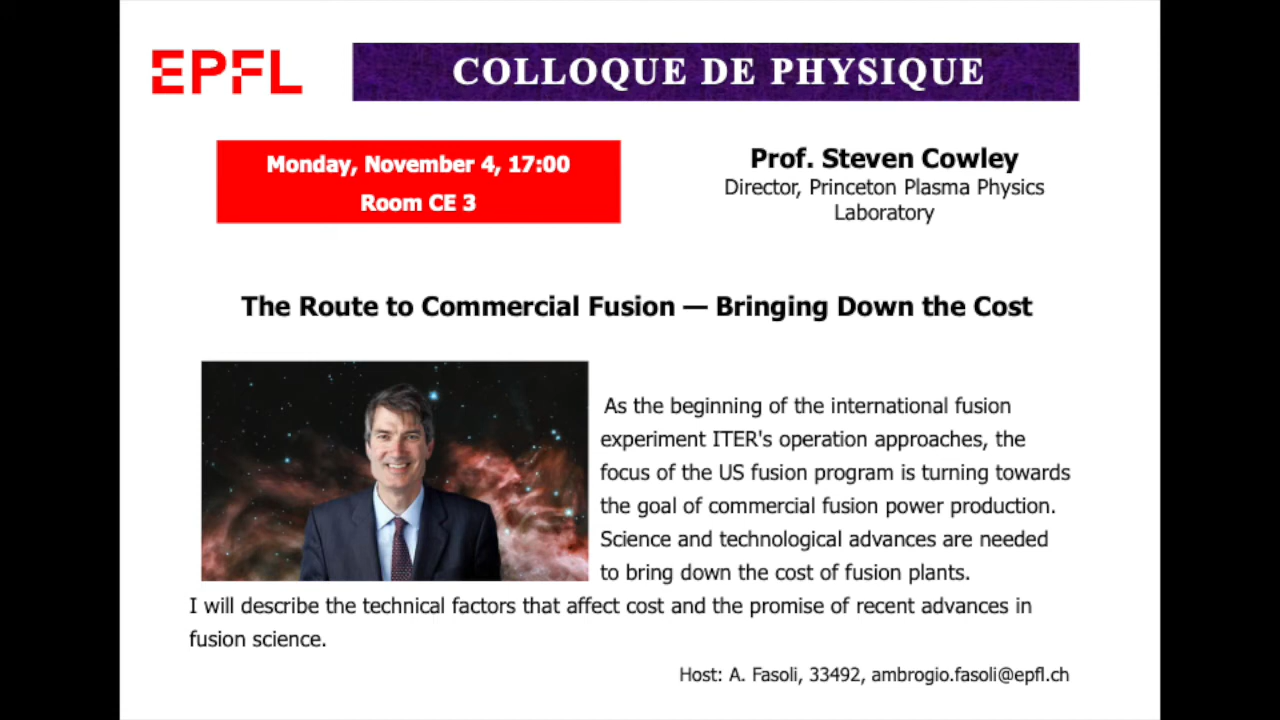 EPFL
COLLOQUE DE PHYSIQUE
Monday, November 4, 17:00
Room CE 3
Prof. Steven Cowley
Director, Princeton Plasma Physics
Laboratory
The Route to Commercial Fusion — Bringing Down the Cost
As the beginning of the international fusion
experiment ITER's operation approaches, the
focus of the US fusion program is turning towards
the goal of commercial fusion power production.
Science and technological advances are needed
to bring down the cost of fusion plants.
I will describe the technical factors that affect cost and the promise of recent advances in
fusion science.
Host: A. Fasoli, 33492, ambrogio.fasoli@epfl.ch